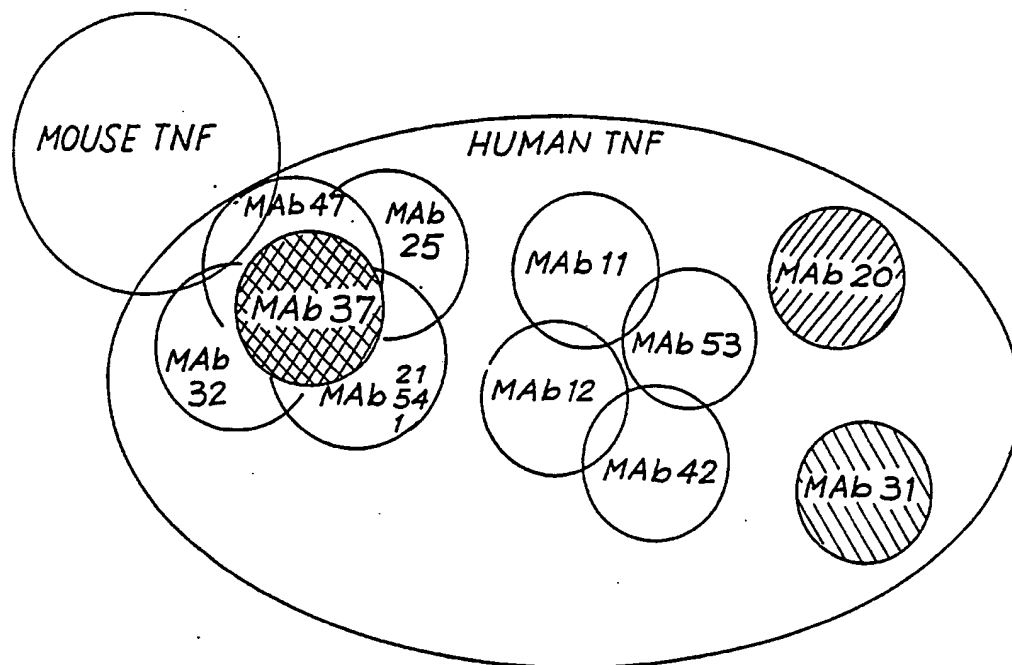 MOUSE TNF
HUMAN TNF
MAb 47
MAb
25
MAb 37
MAb
32
MAb 21
54
1
MAb 11
MAb 12
MAb 53
MAb 42
MAb 20
MAb 31